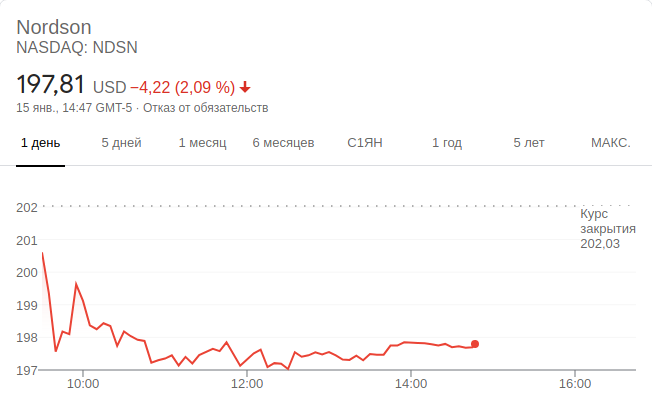 Nordson
NASDAQ: NDSN
197,81 USD −4,22 (2,09 %)
15 янв., 14:47 GMT-5 · Отказ от обязательств
1 день 5 дней 1 месяц 6 месяцев С1ЯН 1 год 5 лет МАКС.
202
Курс
закрытия
202,03
201
200
199
198
197
10:00 12:00 14:00 16:00